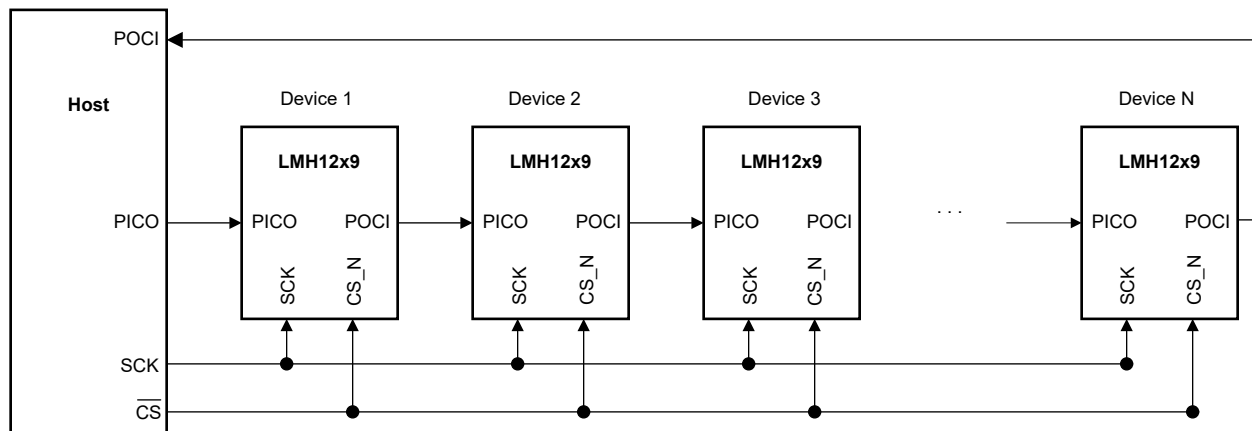 POCI
Host
Device 1 Device 2 Device 3 Device N
LMH12x9 LMH12x9 LMH12x9 LMH12x9
PICO PICO POCI PICO POCI PICO POCI . . . PICO POCI
SCK CS_N SCK CS_N SCK CS_N SCK CS_N
SCK
C̅S̅